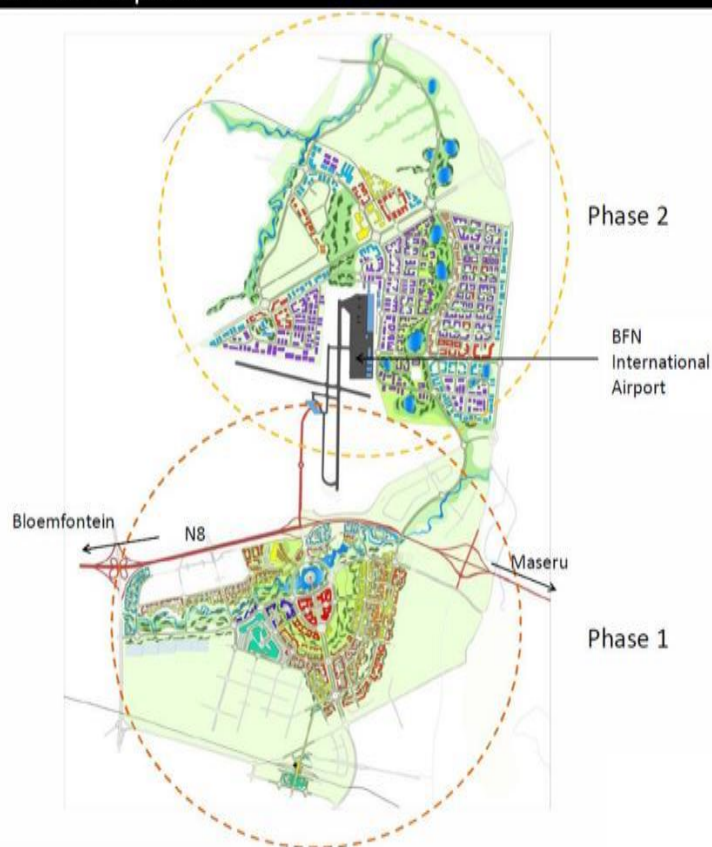 Phase 2
BFN
International
Airport
Bloemfontein
N8
Maseru
Phase 1